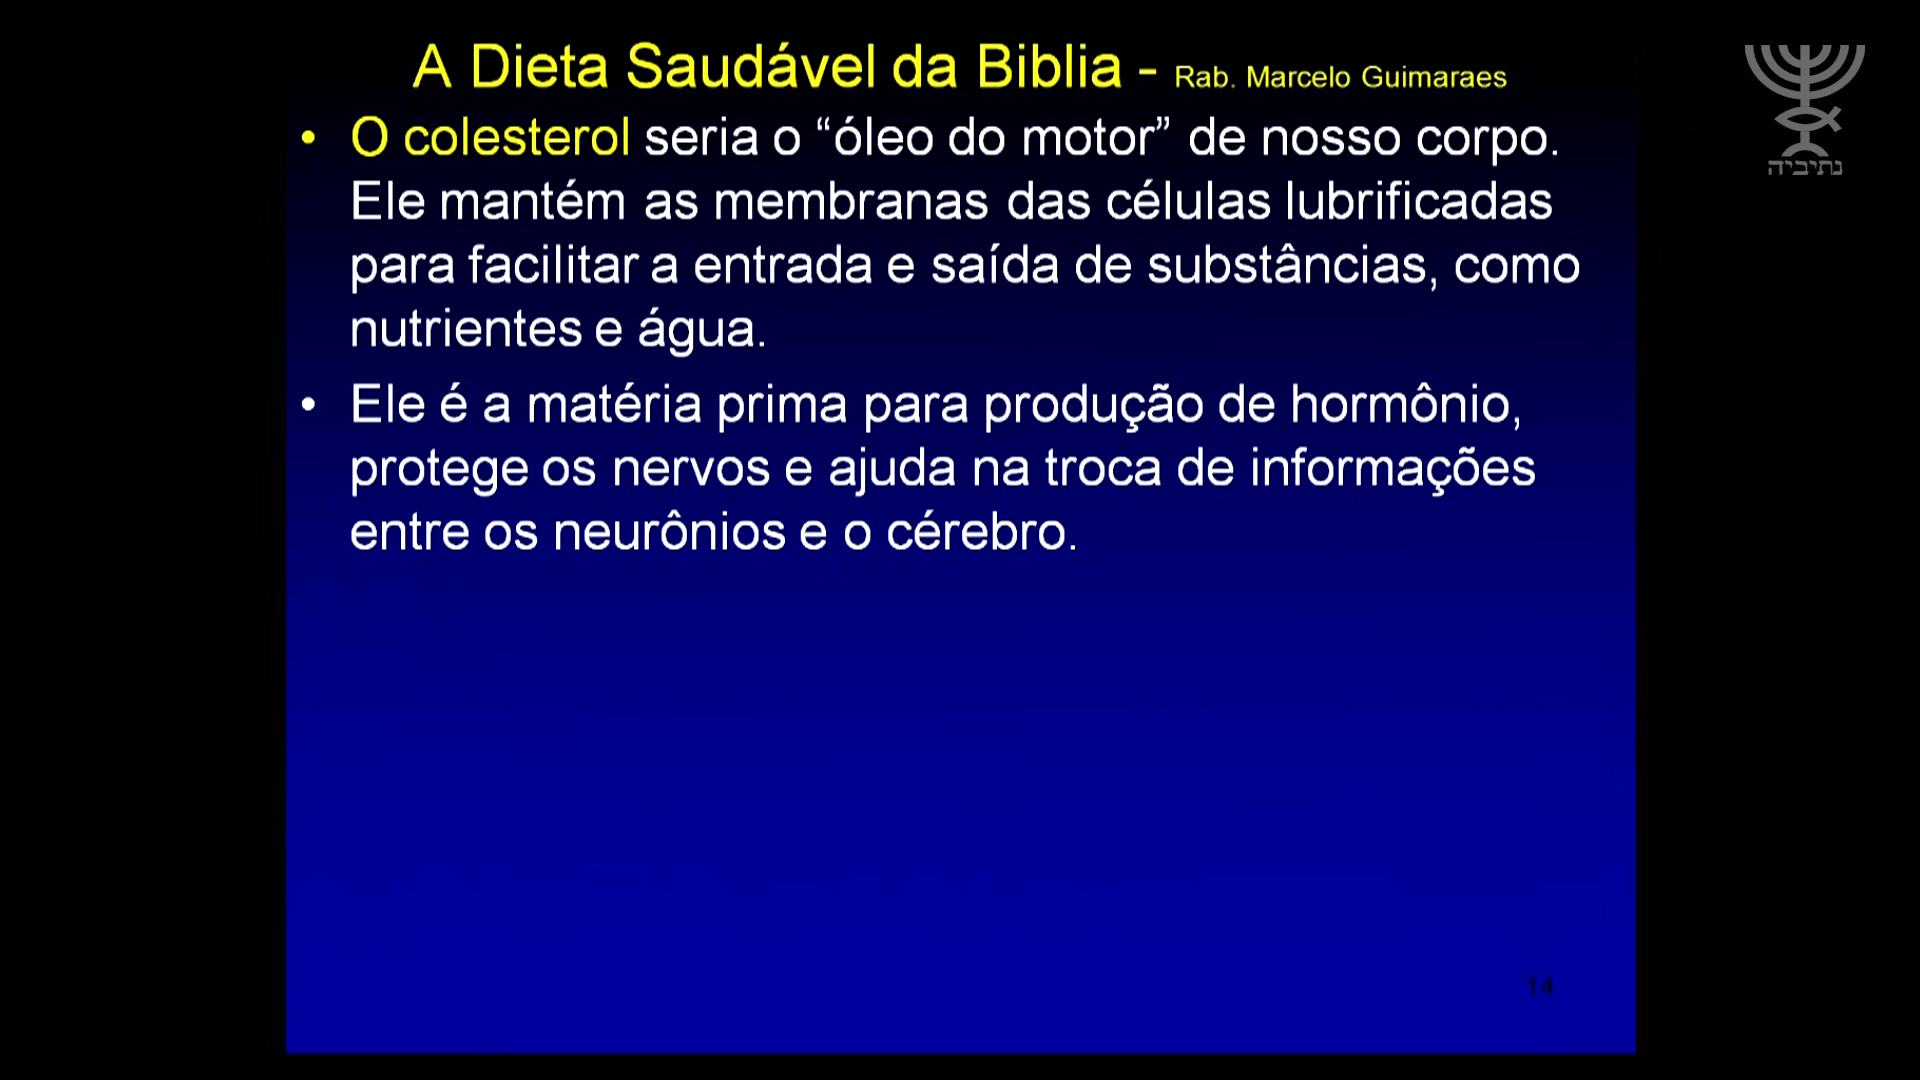 A Dieta Saudável da Biblia - Rab. Marcelo Guimaraes
• O colesterol seria o “óleo do motor” de nosso corpo.
Ele mantém as membranas das células lubrificadas
para facilitar a entrada e saída de substâncias, como
nutrientes e água.
• Ele é a matéria prima para produção de hormônio,
protege os nervos e ajuda na troca de informações
entre os neurônios e o cérebro.
14
נתיביה